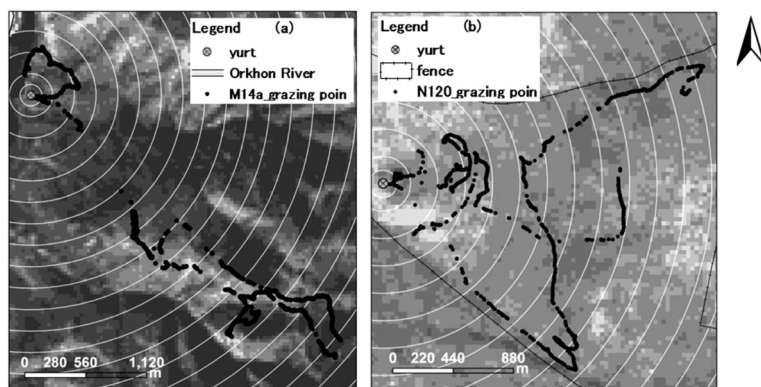 Legend (a)
yurt
Orkhon River
M14a_grazing poin
0 280 560 1,120
m
Legend (b)
yurt
fence
N120_grazing poin
0 220 440 880
m